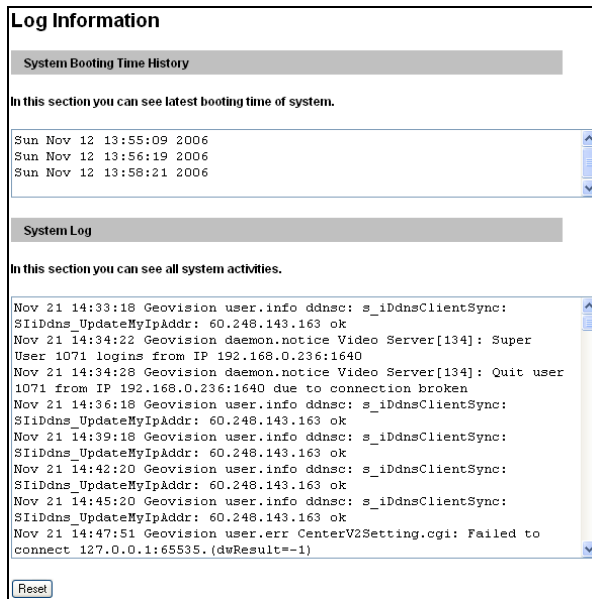 Log Information
System Booting Time History
In this section you can see latest booting time of system.
Sun Nov 12 13:55:09 2006
Sun Nov 12 13:56:19 2006
Sun Nov 12 13:58:21 2006
System Log
In this section you can see all system activities.
Nov 21 14:33:18 Geovision user.info ddnsc: s_iDdnsClientSync:
SIiDdns_UpdateMyIpAddr: 60.248.143.163 ok
Nov 21 14:34:22 Geovision daemon.notice Video Server[134]: Super
User 1071 logins from IP 192.168.0.236:1640
Nov 21 14:34:28 Geovision daemon.notice Video Server[134]: Quit user
1071 from IP 192.168.0.236:1640 due to connection broken
Nov 21 14:36:18 Geovision user.info ddnsc: s_iDdnsClientSync:
SIiDdns_UpdateMyIpAddr: 60.248.143.163 ok
Nov 21 14:39:18 Geovision user.info ddnsc: s_iDdnsClientSync:
SIiDdns_UpdateMyIpAddr: 60.248.143.163 ok
Nov 21 14:42:20 Geovision user.info ddnsc: s_iDdnsClientSync:
SIiDdns_UpdateMyIpAddr: 60.248.143.163 ok
Nov 21 14:45:20 Geovision user.info ddnsc: s_iDdnsClientSync:
SIiDdns_UpdateMyIpAddr: 60.248.143.163 ok
Nov 21 14:47:51 Geovision user.err CenterV2Setting.cgi: Failed to
connect 127.0.0.1:65535.(dwResult=-1)
Reset